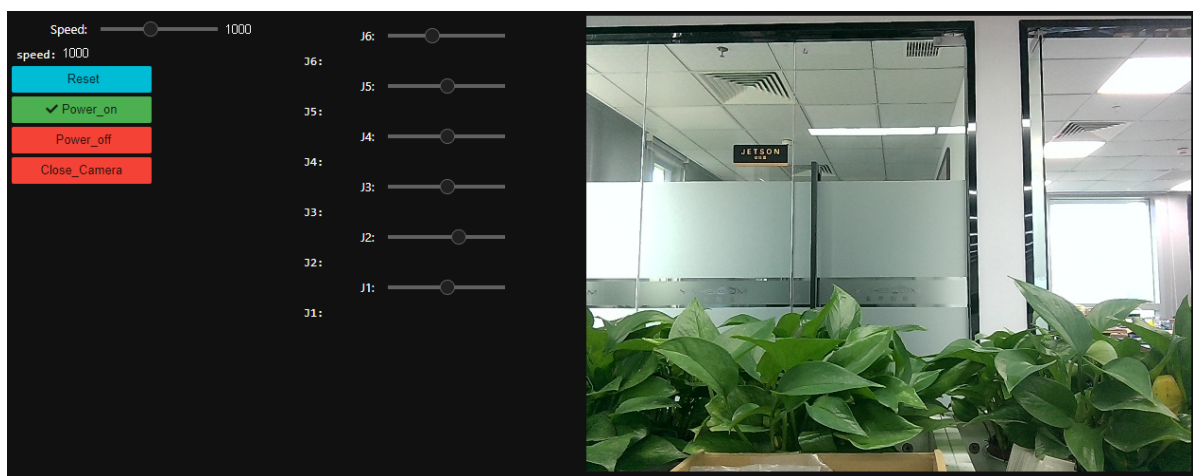 Speed: 1000
speed: 1000
Reset
Power_on
Power_off
Close_Camera
J6:
J6:
J5:
J5:
J4:
J4:
J3:
J3:
J2:
J2:
J1:
J1:
JETSON